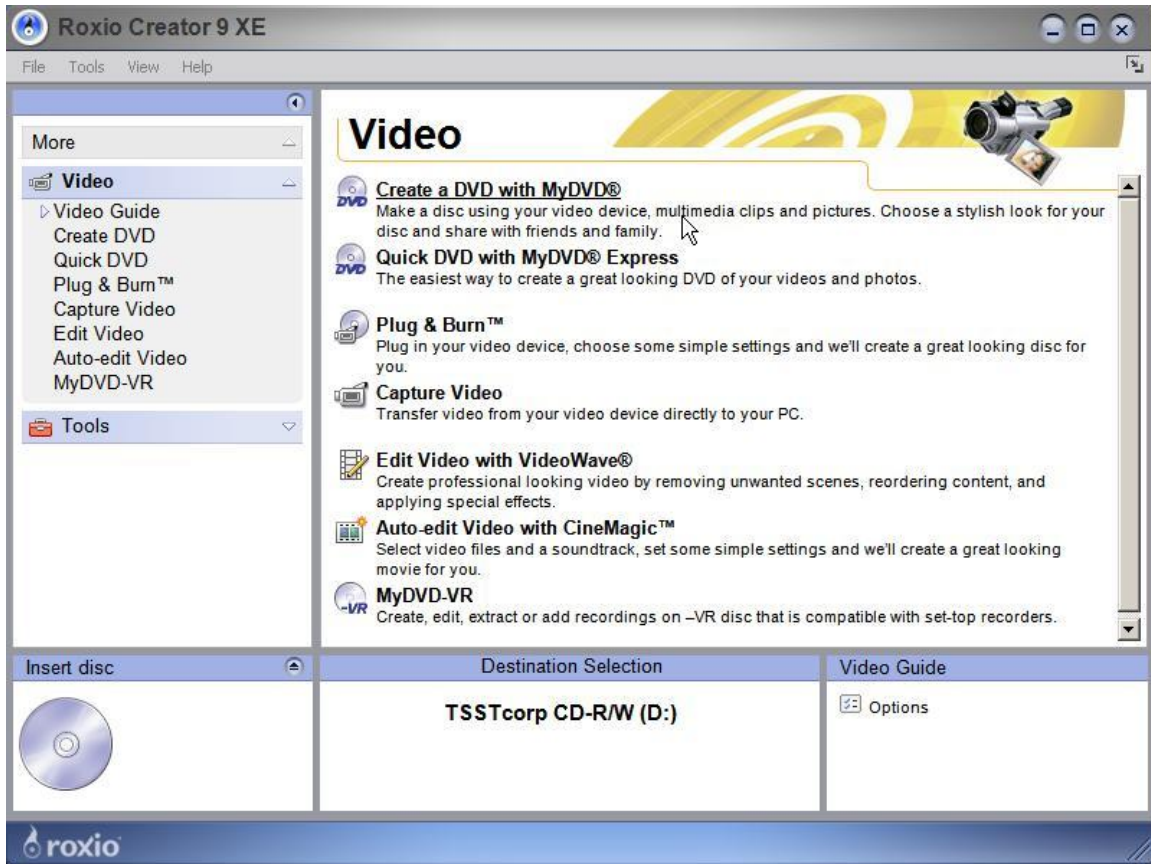 Roxio Creator 9 XE
File Tools View Help
More
Video
Video Guide
Create DVD
Quick DVD
Plug & Burn™
Capture Video
Edit Video
Auto-edit Video
MyDVD-VR
Tools
Video
DVD
Create a DVD with MyDVD®
Make a disc using your video device, multimedia clips and pictures. Choose a stylish look for your
disc and share with friends and family.
DVD
Quick DVD with MyDVD® Express
The easiest way to create a great looking DVD of your videos and photos.
Plug & Burn™
Plug in your video device, choose some simple settings and we'll create a great looking disc for
you.
Capture Video
Transfer video from your video device directly to your PC.
Edit Video with VideoWave®
Create professional looking video by removing unwanted scenes, reordering content, and
applying special effects.
Auto-edit Video with CineMagic™
Select video files and a soundtrack, set some simple settings and we'll create a great looking
movie for you.
-VR
MyDVD-VR
Create, edit, extract or add recordings on –VR disc that is compatible with set-top recorders.
Insert disc
Destination Selection
TSSTcorp CD-R/W (D:)
Video Guide
Options
roxio